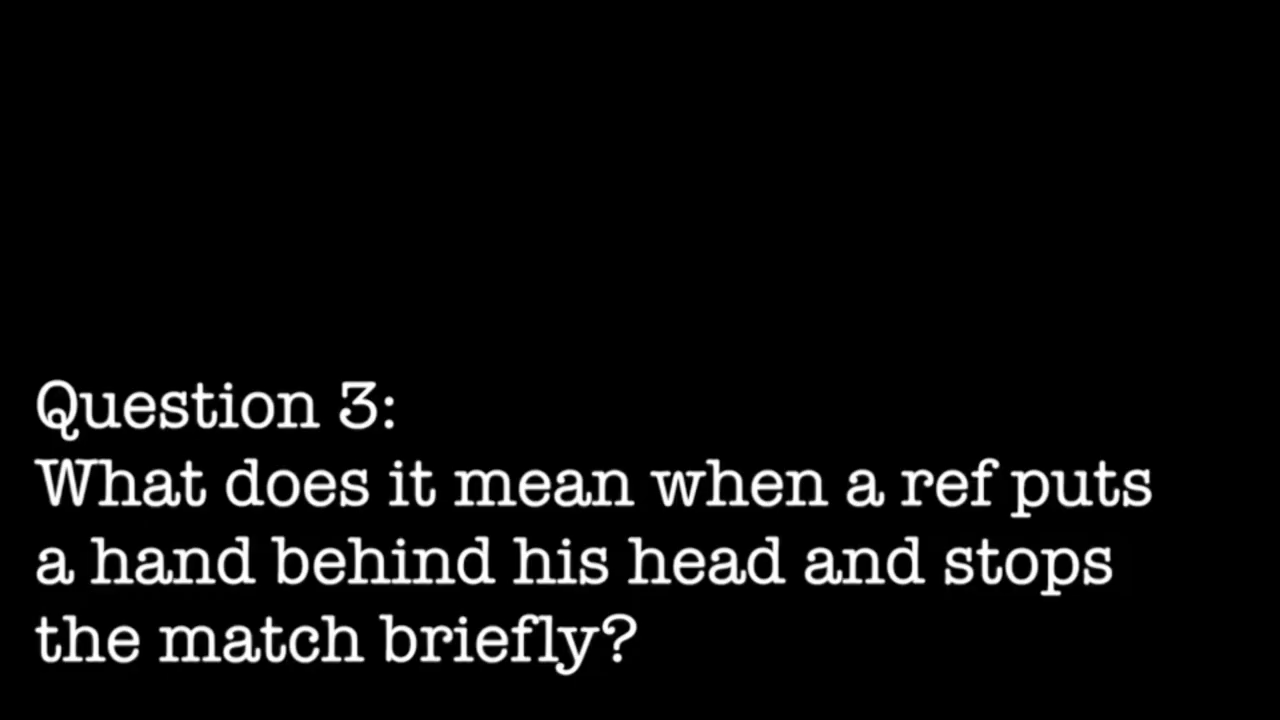 Question 3:
What does it mean when a ref puts
a hand behind his head and stops
the match briefly?